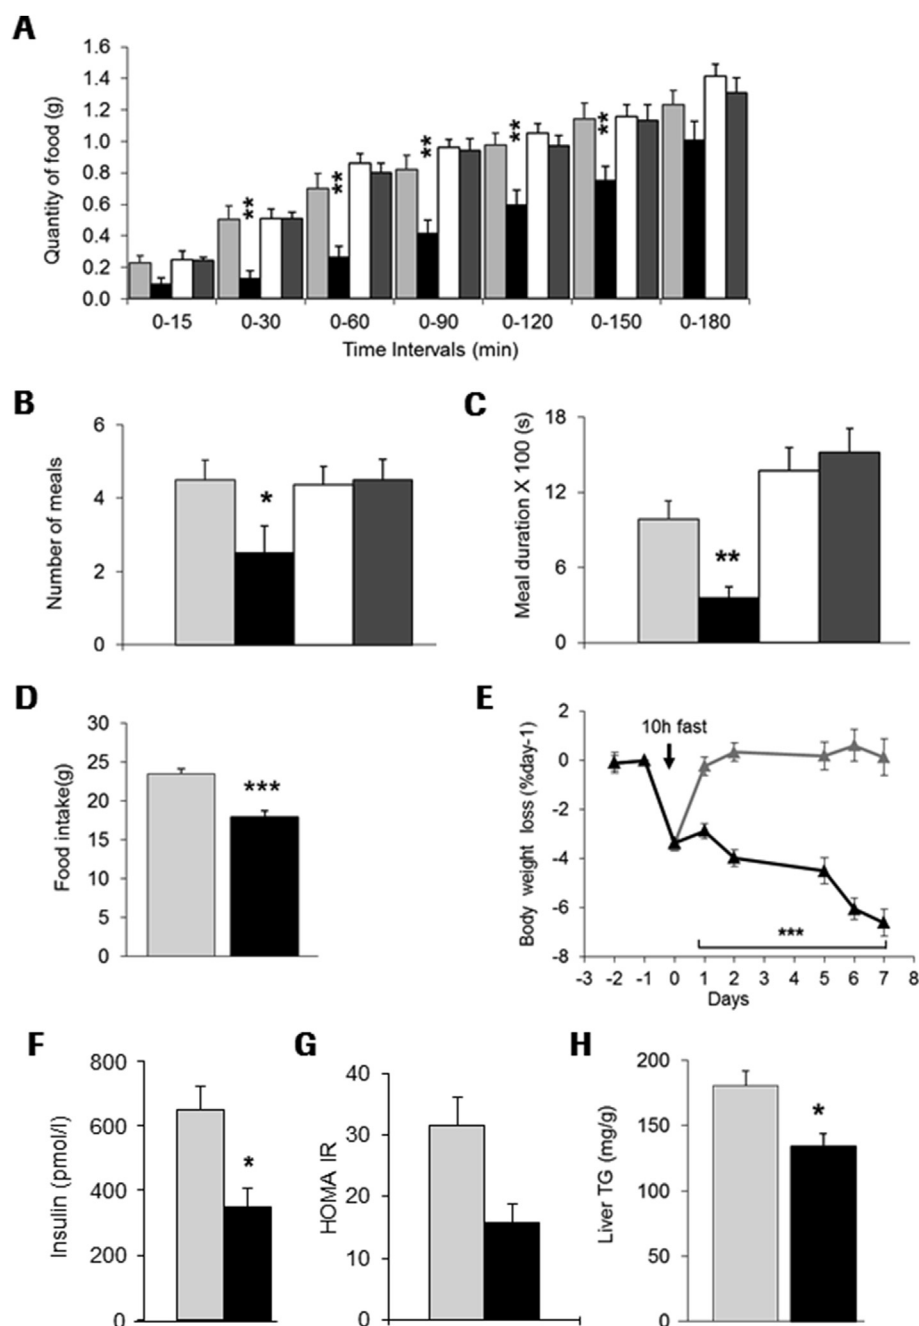 A
Quantity of food (g)
1.6
1.4
1.2
1.0
0.8
0.6
0.4
0.2
0.0
** ** ** ** **
0-15 0-30 0-60 0-90 0-120 0-150 0-180
Time Intervals (min)
B
Number of meals
6
4
2
0
*
C
Meal duration X 100 (s)
18
12
6
0
**
D
Food intake(g)
30
25
20
15
10
5
0
***
E
Body weight loss (%day-1)
2
0
-2
-4
-6
-8
10h fast
***
-3 -2 -1 0 1 2 3 4 5 6 7 8
Days
F
Insulin (pmol/l)
800
600
400
200
0
*
G
HOMA IR
40
30
20
10
0
H
Liver TG (mg/g)
200
150
100
50
0
*